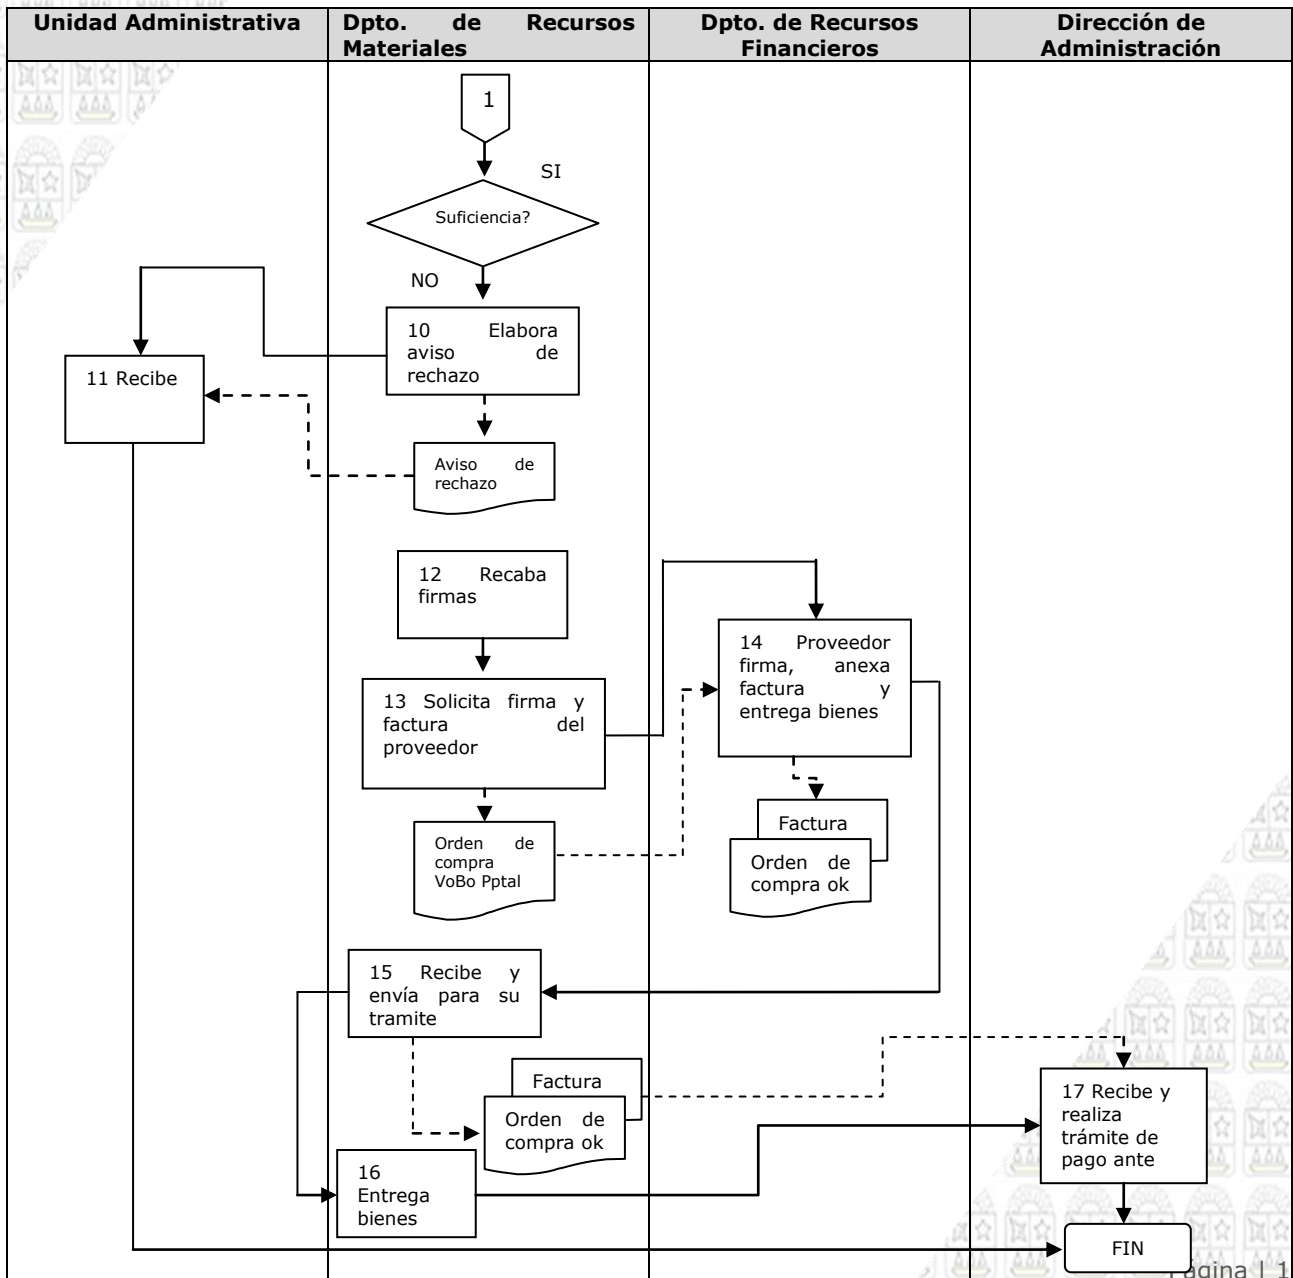 Unidad Administrativa
Dpto. de Recursos
Materiales
Dpto. de Recursos
Financieros
Dirección de
Administración
1
SI
Suficiencia?
NO
10 Elabora
aviso de
rechazo
11 Recibe
Aviso de
rechazo
12 Recaba
firmas
14 Proveedor
firma, anexa
factura y
entrega bienes
13 Solicita firma y
factura del
proveedor
Factura
Orden de
compra
VoBo Pptal
Orden de
compra ok
15 Recibe y
envía para su
tramite
Factura
Orden de
compra ok
17 Recibe y
realiza
trámite de
pago ante
16
Entrega
bienes
FIN
Página | 1